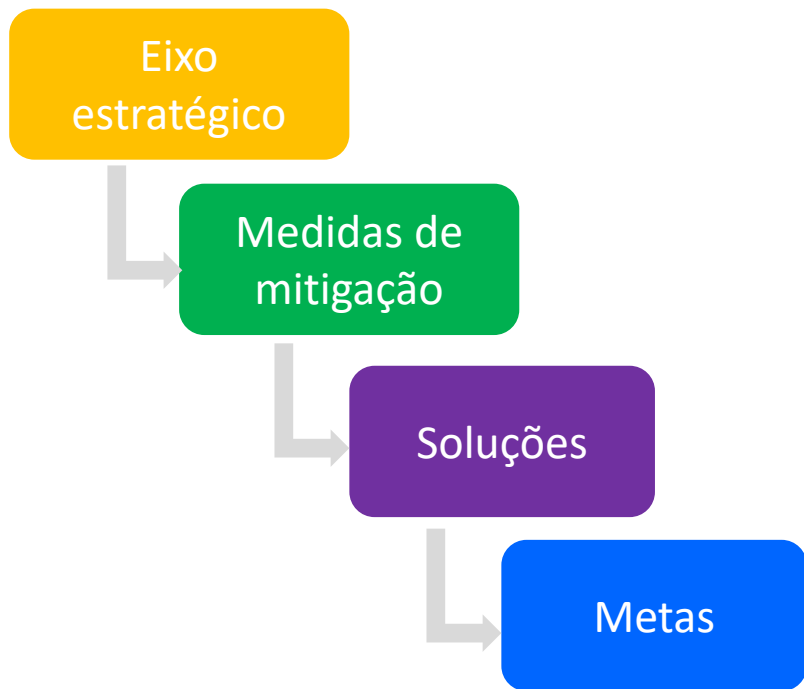 Eixo
estratégico
Medidas de
mitigação
Soluções
Metas